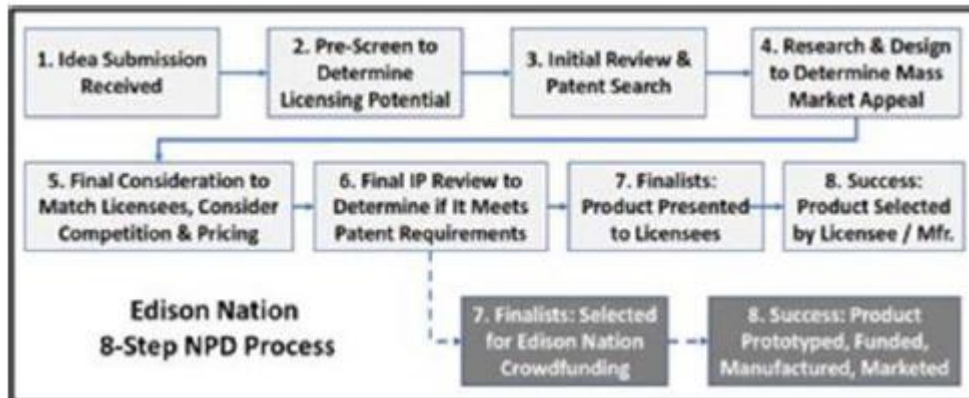 1. Idea Submission
Received
2. Pre-Screen to
Determine
Licensing Potential
3. Initial Review &
Patent Search
4. Research & Design
to Determine Mass
Market Appeal
5. Final Consideration to
Match Licensees, Consider
Competition & Pricing
6. Final IP Review to
Determine if It Meets
Patent Requirements
7. Finalists:
Product Presented
to Licensees
8. Success:
Product Selected
by Licensee / Mfr.
Edison Nation
8-Step NPD Process
7. Finalists: Selected
for Edison Nation
Crowdfunding
8. Success: Product
Prototyped, Funded,
Manufactured, Marketed